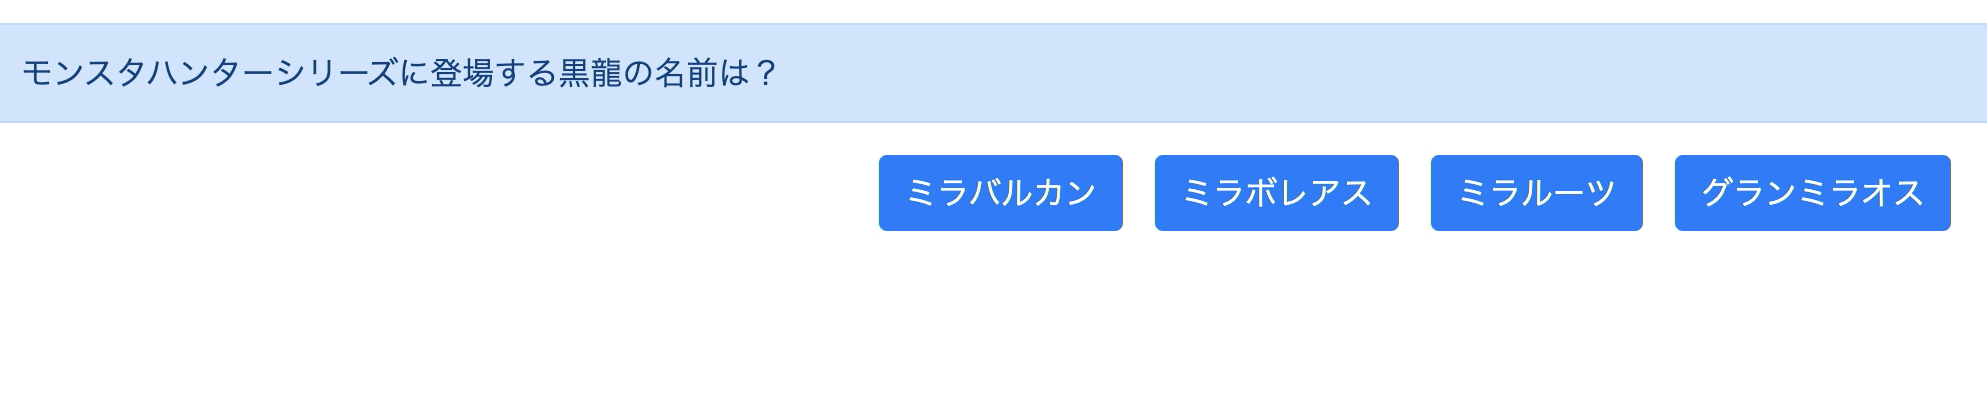 モンスタハンターシリーズに登場する黒龍の名前は？
ミラバルカン ミラボレアス ミラルーツ グランミラオス